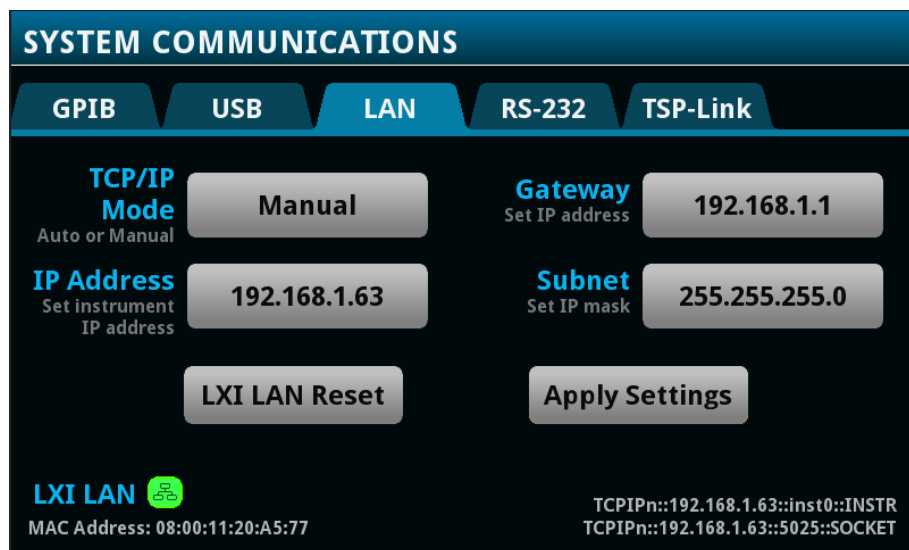 SYSTEM COMMUNICATIONS
GPIB USB LAN RS-232 TSP-Link
TCP/IP
Mode
Auto or Manual
Manual
Gateway
Set IP address
192.168.1.1
IP Address
Set instrument
IP address
192.168.1.63
Subnet
Set IP mask
255.255.255.0
LXI LAN Reset
Apply Settings
LXI LAN
MAC Address: 08:00:11:20:A5:77
TCPIPn::192.168.1.63::inst0::INSTR
TCPIPn::192.168.1.63::5025::SOCKET